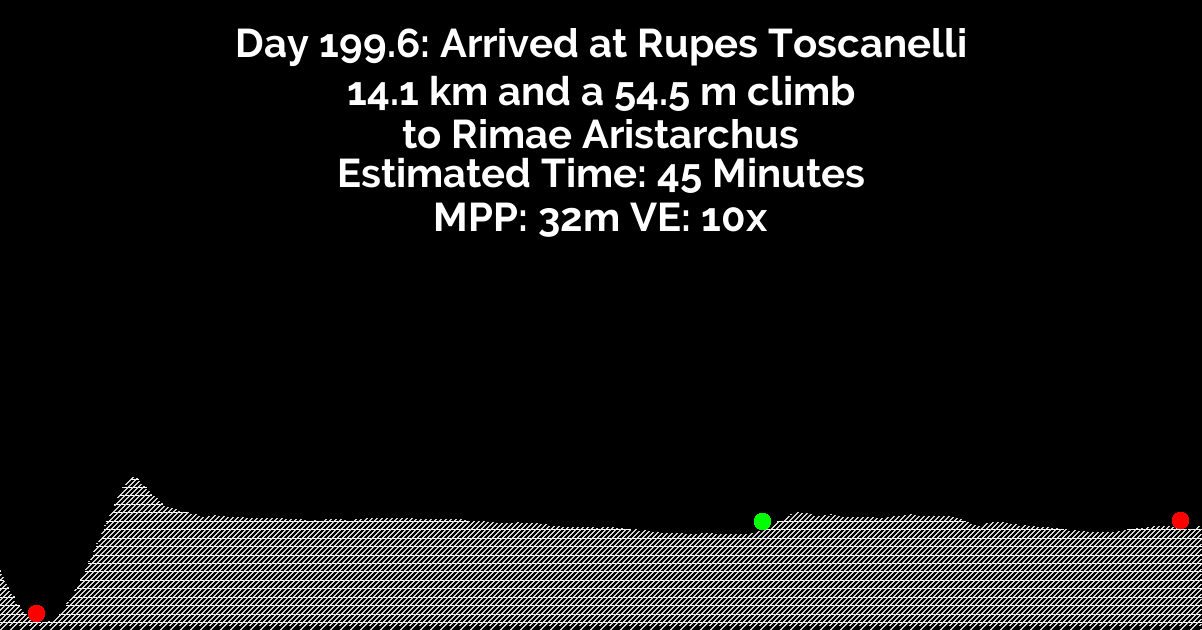 Day 199.6: Arrived at Rupes Toscanelli
14.1 km and a 54.5 m climb
to Rimae Aristarchus
Estimated Time: 45 Minutes
MPP: 32m VE: 10x